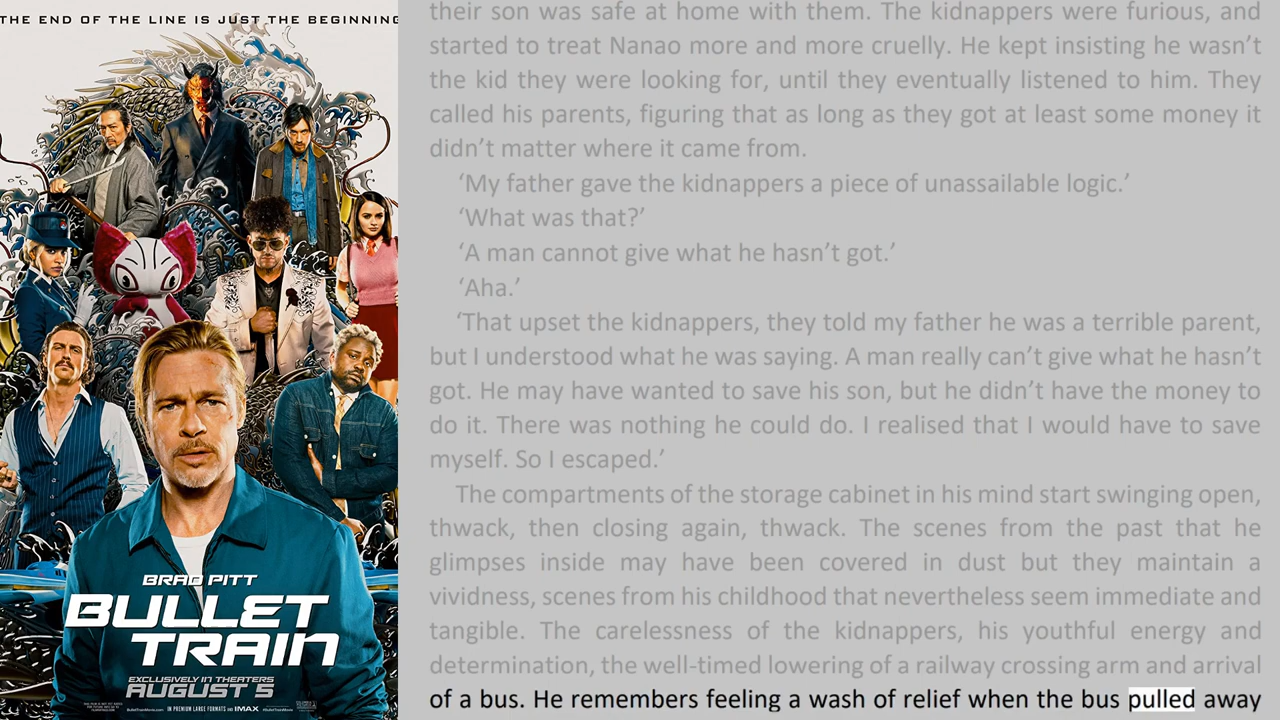 THE END OF THE LINE IS JUST THE BEGINNING
BRAD PITT
BULLET
TRAIN
EXCLUSIVELY IN THEATERS
AUGUST 5
IN PREMIUM LARGE FORMATS AND IMAX
their son was safe at home with them. The kidnappers were furious, and
started to treat Nanao more and more cruelly. He kept insisting he wasn’t
the kid they were looking for, until they eventually listened to him. They
called his parents, figuring that as long as they got at least some money it
didn’t matter where it came from.
‘My father gave the kidnappers a piece of unassailable logic.’
‘What was that?’
‘A man cannot give what he hasn’t got.’
‘Aha.’
‘That upset the kidnappers, they told my father he was a terrible parent,
but I understood what he was saying. A man really can’t give what he hasn’t
got. He may have wanted to save his son, but he didn’t have the money to
do it. There was nothing he could do. I realised that I would have to save
myself. So I escaped.’
The compartments of the storage cabinet in his mind start swinging open,
thwack, then closing again, thwack. The scenes from the past that he
glimpses inside may have been covered in dust but they maintain a
vividness, scenes from his childhood that nevertheless seem immediate and
tangible. The carelessness of the kidnappers, his youthful energy and
determination, the well-timed lowering of a railway crossing arm and arrival
of a bus. He remembers feeling a wash of relief when the bus pulled away